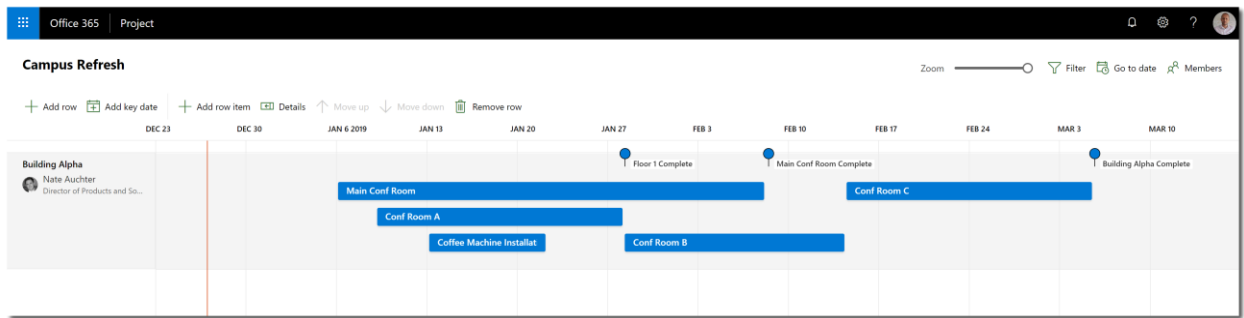 Office 365 Project
Campus Refresh
Zoom Filter Go to date Members
Add row Add key date Add row item Details Move up Move down Remove row
DEC 23 DEC 30 JAN 6 2019 JAN 13 JAN 20 JAN 27 FEB 3 FEB 10 FEB 17 FEB 24 MAR 3 MAR 10
Building Alpha
Floor 1 Complete Main Conf Room Complete Building Alpha Complete
Nate Auchter
Director of Products and So...
Main Conf Room Conf Room C
Conf Room A
Coffee Machine Installat Conf Room B